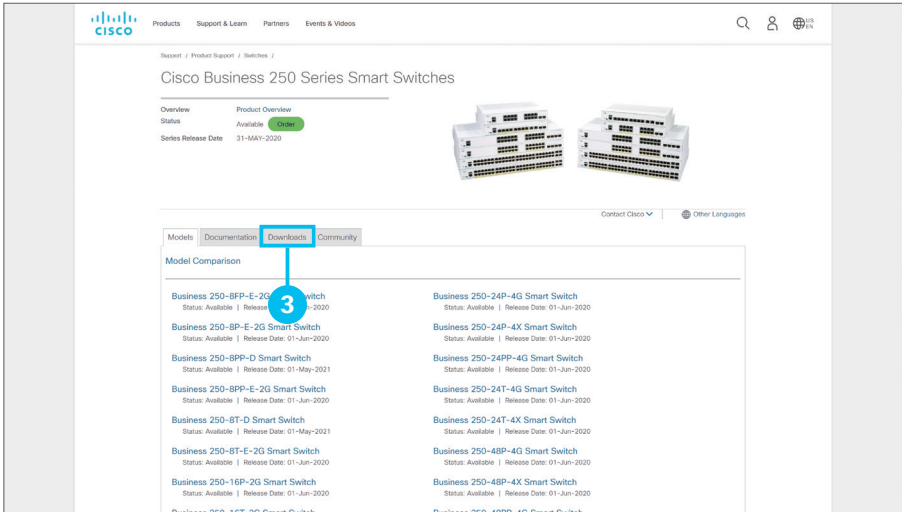 CISCO Products Support & Learn Partners Events & Videos US EN
Support / Product Support / Switches /
Cisco Business 250 Series Smart Switches
Overview Product Overview
Status Available Order
Series Release Date 31-MAY-2020
Contact Cisco Other Languages
Models Documentation Downloads Community
Model Comparison
3
Business 250-8FP-E-2G
Status: Available | Release 2020
Business 250-8P-E-2G Smart Switch
Status: Available | Release Date: 01-Jun-2020
Business 250-8PP-D Smart Switch
Status: Available | Release Date: 01-May-2021
Business 250-8PP-E-2G Smart Switch
Status: Available | Release Date: 01-Jun-2020
Business 250-8T-D Smart Switch
Status: Available | Release Date: 01-May-2021
Business 250-8T-E-2G Smart Switch
Status: Available | Release Date: 01-Jun-2020
Business 250-16P-2G Smart Switch
Status: Available | Release Date: 01-Jun-2020
Business 250-24P-4G Smart Switch
Status: Available | Release Date: 01-Jun-2020
Business 250-24P-4X Smart Switch
Status: Available | Release Date: 01-Jun-2020
Business 250-24PP-4G Smart Switch
Status: Available | Release Date: 01-Jun-2020
Business 250-24T-4G Smart Switch
Status: Available | Release Date: 01-Jun-2020
Business 250-24T-4X Smart Switch
Status: Available | Release Date: 01-Jun-2020
Business 250-48P-4G Smart Switch
Status: Available | Release Date: 01-Jun-2020
Business 250-48P-4X Smart Switch
Status: Available | Release Date: 01-Jun-2020